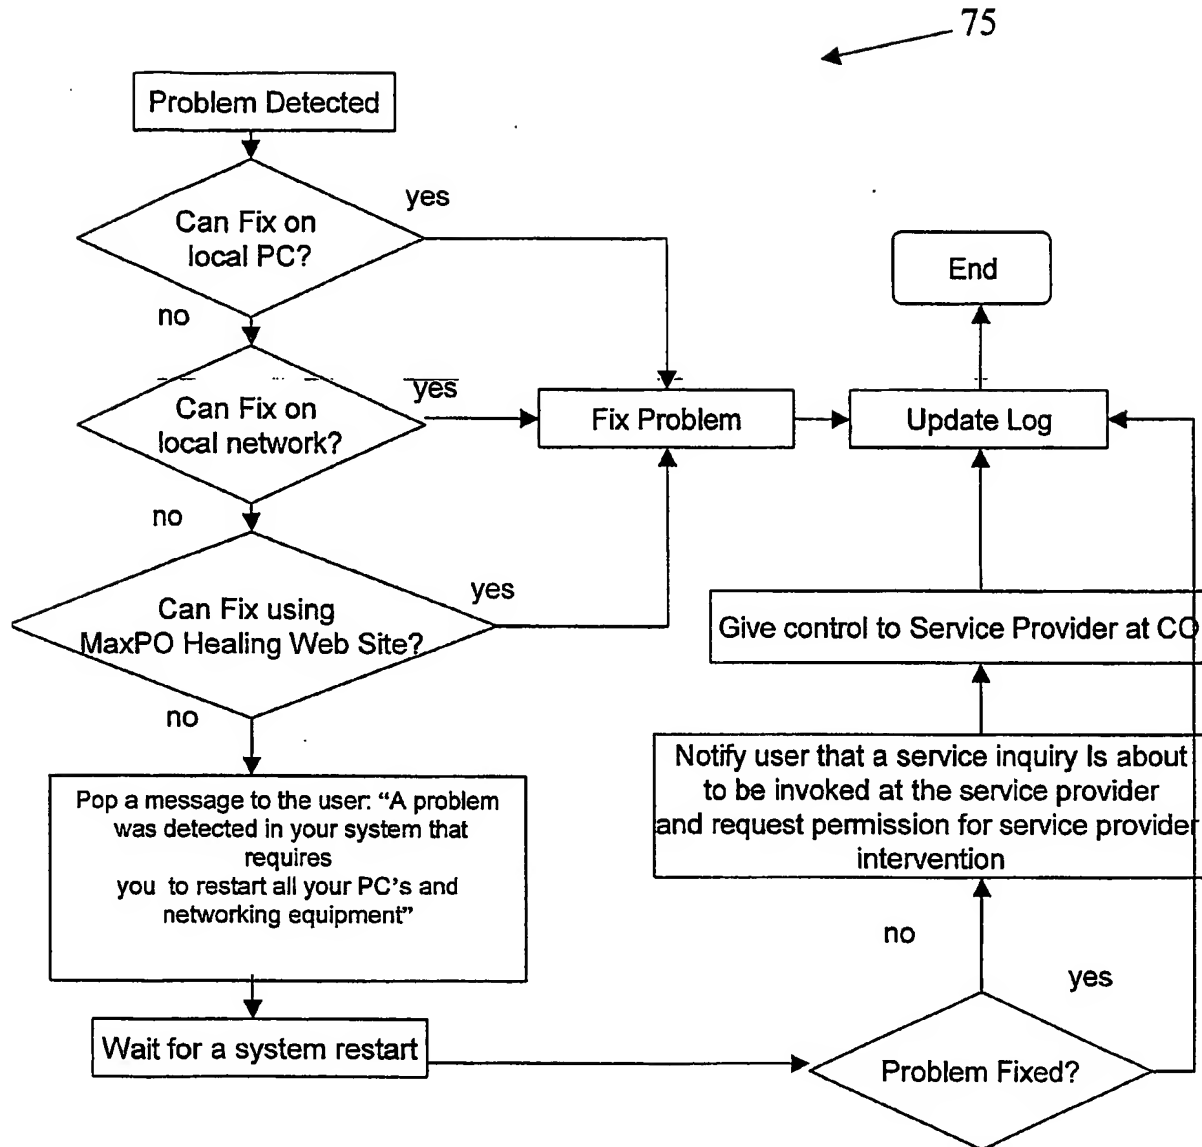 75
Problem Detected
Can Fix on
local PC?
yes
no
End
Can Fix on
local network?
yes
no
Fix Problem
Update Log
Can Fix using
MaxPO Healing Web Site?
yes
no
Give control to Service Provider at CO
Notify user that a service inquiry Is about
to be invoked at the service provider
and request permission for service provider
intervention
Pop a message to the user: “A problem
was detected in your system that
requires
you to restart all your PC’s and
networking equipment”
no
yes
Wait for a system restart
Problem Fixed?